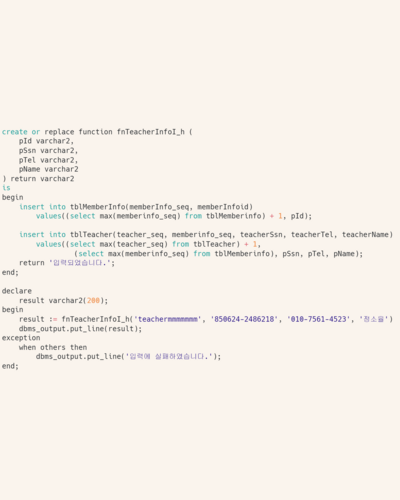 create or replace function fnTeacherInfoI_h (
    pId varchar2,
    pSsn varchar2,
    pTel varchar2,
    pName varchar2
) return varchar2
is
begin
    insert into tblMemberInfo(memberInfo_seq, memberInfoid)
        values((select max(memberinfo_seq) from tblMemberinfo) + 1, pId);

    insert into tblTeacher(teacher_seq, memberinfo_seq, teacherSsn, teacherTel, teacherName)
        values((select max(teacher_seq) from tblTeacher) + 1,
                 (select max(memberinfo_seq) from tblMemberinfo), pSsn, pTel, pName);
    return '입력되었습니다.';
end;

declare
    result varchar2(200);
begin
    result := fnTeacherInfoI_h('teachermmmmmmm', '850624-2486218', '010-7561-4523', '정소율')
    dbms_output.put_line(result);
exception
    when others then
        dbms_output.put_line('입력에 실패하였습니다.');
end;